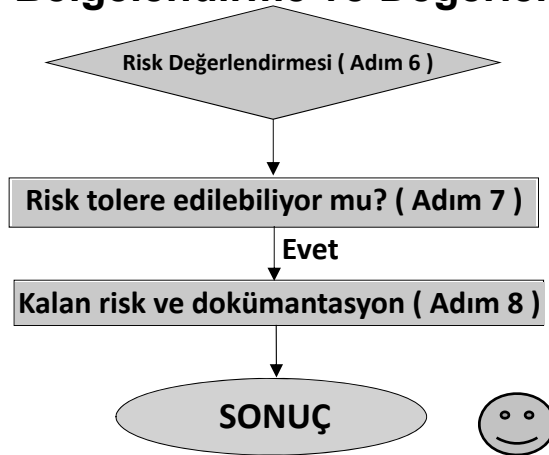 Risk Değerlendirmesi ( Adım 6 )
Risk tolere edilebiliyor mu? ( Adım 7 )
Evet
Kalan risk ve dokümantasyon ( Adım 8 )
SONUÇ